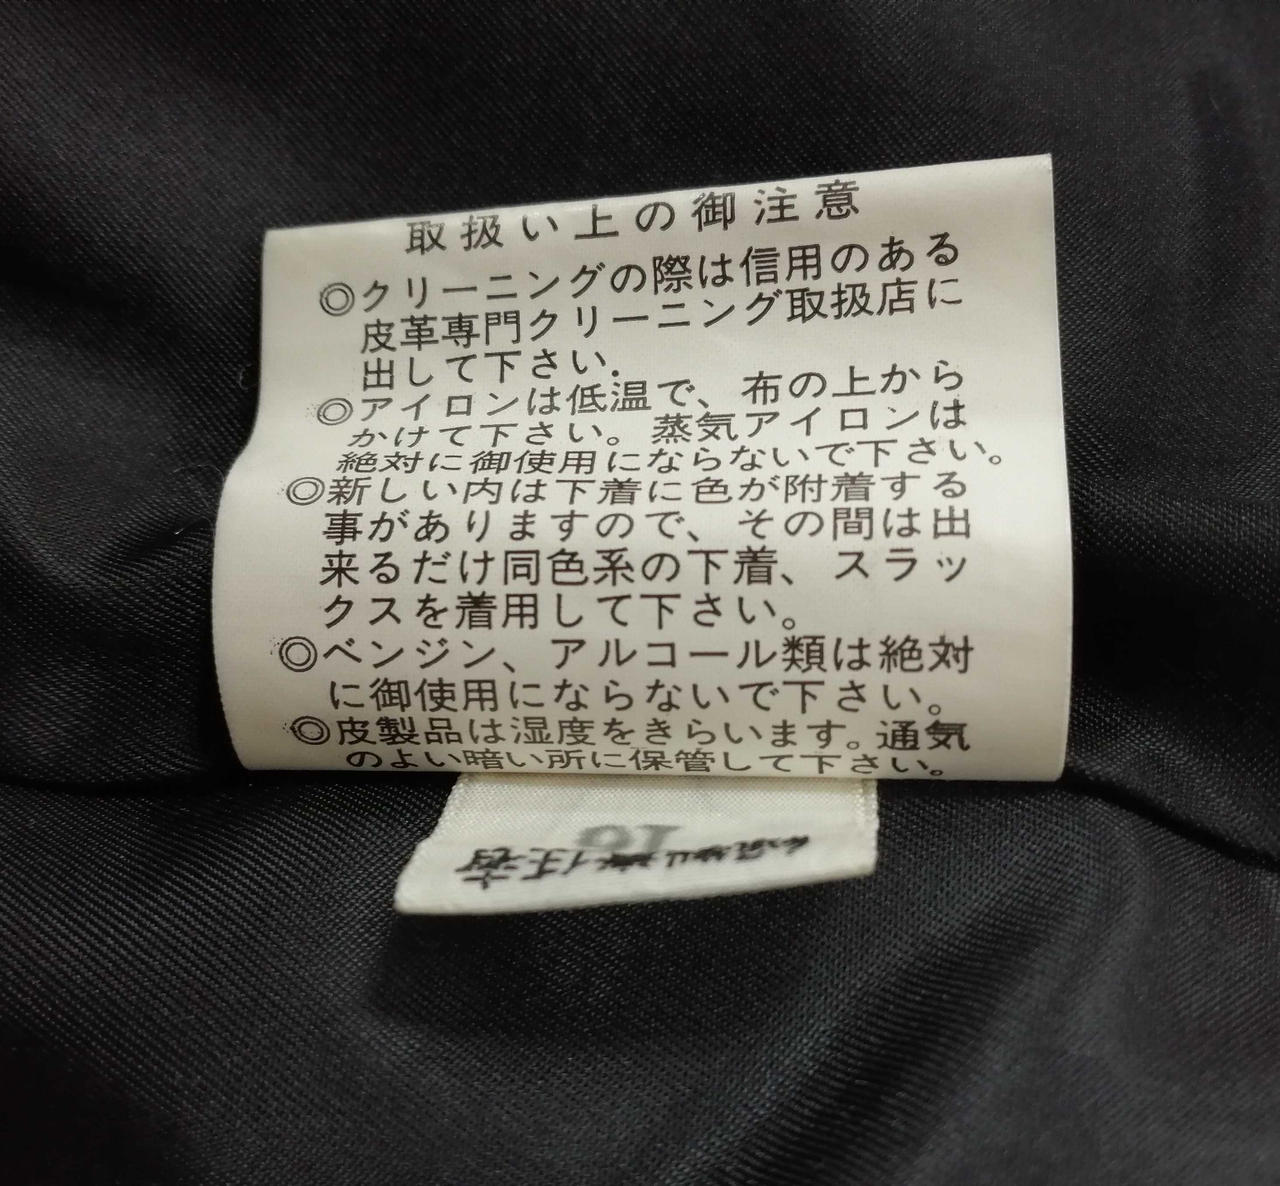 取扱い上の御注意
◎クリーニングの際は信用のある
皮革専門クリーニング取扱店に
出して下さい.
◎アイロンは低温で、布の上から
かけて下さい。蒸気アイロンは
絶対に御使用にならないで下さい。
◎新しい内は下着に色が附着する
事がありますので、その間は出
来るだけ同色系の下着、スラッ
クスを着用して下さい。
◎ベンジン、アルコール類は絶対
に御使用にならないで下さい。
◎皮製品は湿度をきらいます。通気
のよい暗い所に保管して下さい。